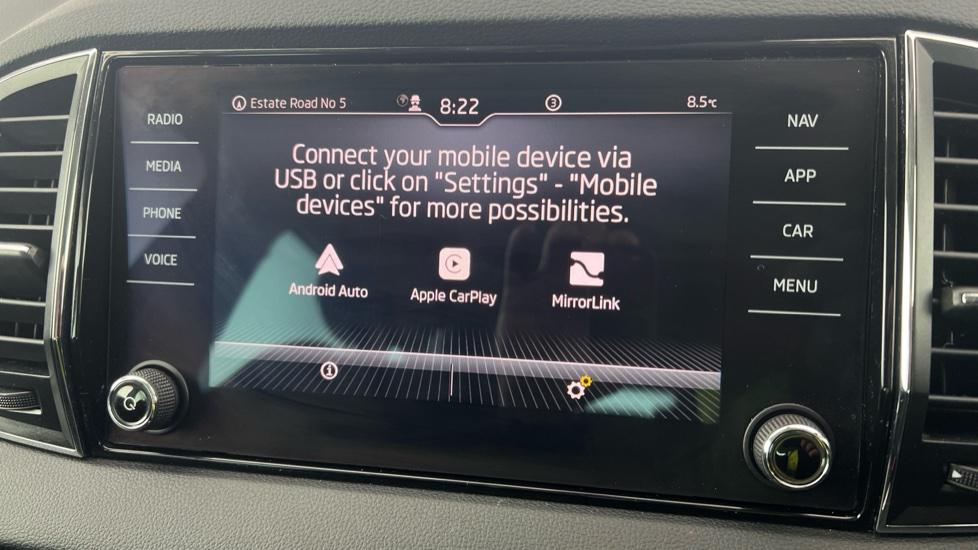 Estate Road No 5
8:22
3
8.5°C
RADIO
MEDIA
PHONE
VOICE
Connect your mobile device via
USB or click on "Settings" - "Mobile
devices" for more possibilities.
Android Auto
Apple CarPlay
MirrorLink
NAV
APP
CAR
MENU